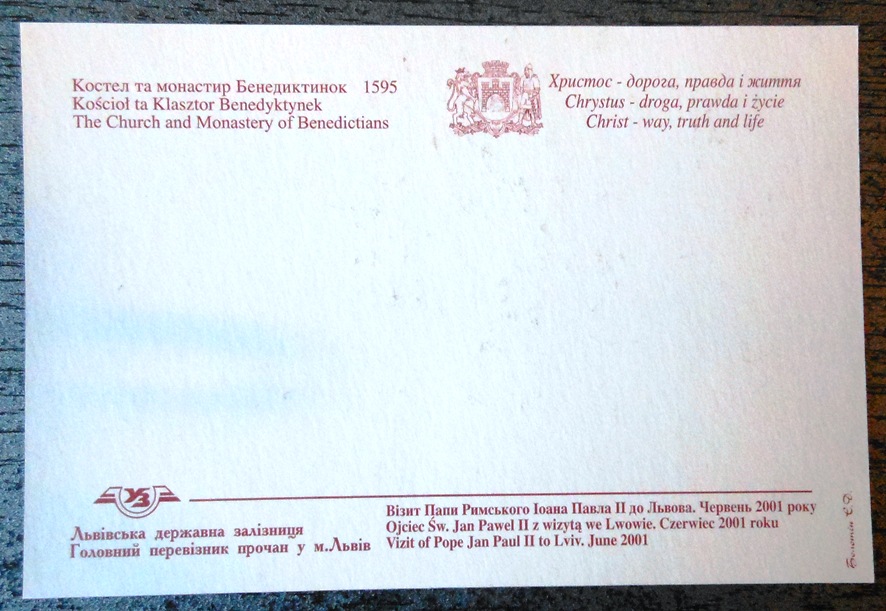 Костел та монастир Бенедиктинок 1595
Kościoł ta Klasztor Benedyktynek
The Church and Monastery of Benedictians
Христос - дорога, правда і життя
Chrystus - droga, prawda i życie
Christ - way, truth and life
УЗ
Львівська державна залізниця
Головний перевізник прочан у м.Львів
Візит Папи Римського Іоана Павла ІІ до Львова. Червень 2001 року
Ojciec Św. Jan Paweł II z wizytą we Lwowie. Czerwiec 2001 roku
Vizit of Pope Jan Paul II to Lviv. June 2001